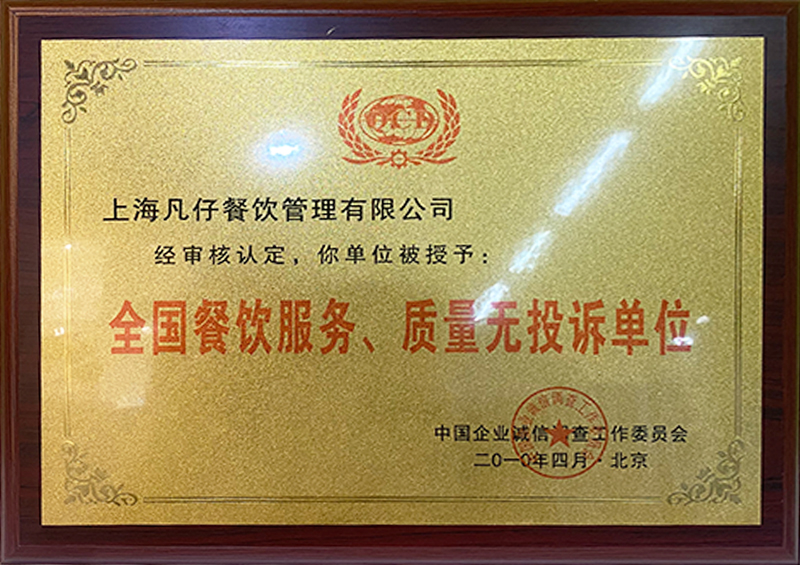 上海凡仔餐饮管理有限公司
经审核认定，你单位被授予：
全国餐饮服务、质量无投诉单位
中国企业诚信调查工作委员会
二〇一〇年四月·北京